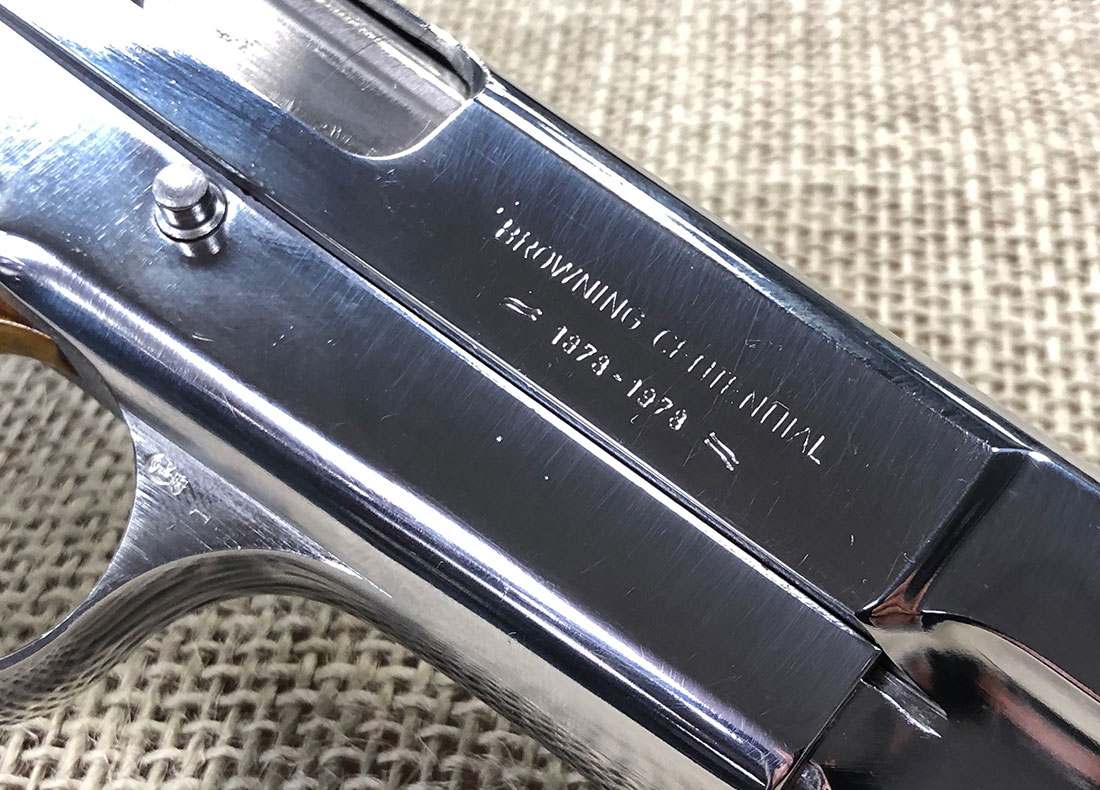 BROWNING CENTENNIAL
= 1878-1978 =